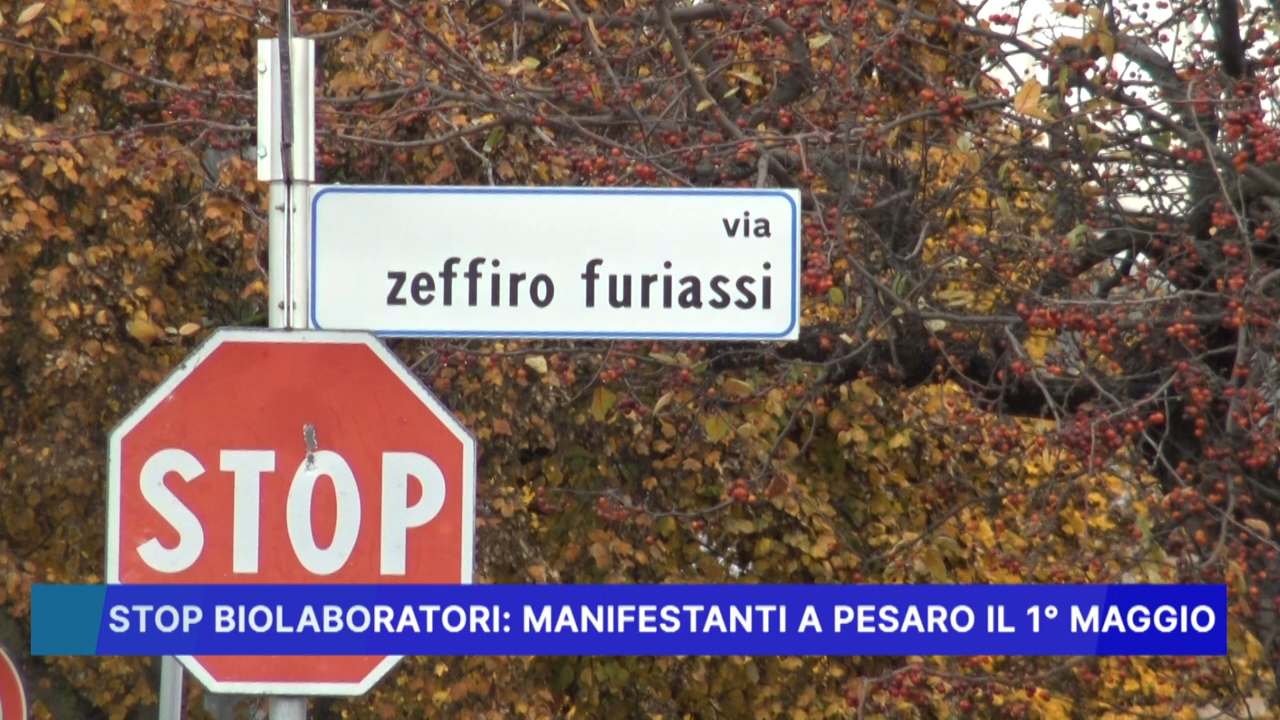 via
zeffiro furiassi
STOP
STOP BIOLABORATORI: MANIFESTANTI A PESARO IL 1° MAGGIO